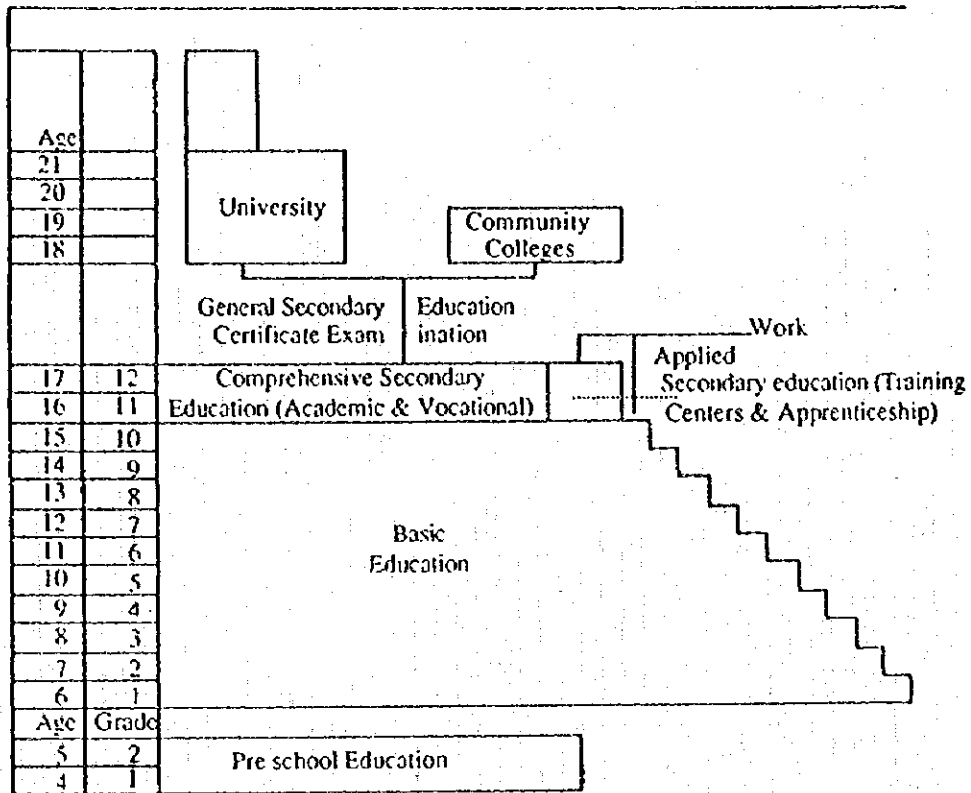 Age
21
20
19
18
University
Community
Colleges
General Secondary Education
Certificate Exam ination
Work
Applied
Secondary education (Training
Centers & Apprenticeship)
17 12
16 11
Comprehensive Secondary
Education (Academic & Vocational)
15 10
14 9
13 8
12 7
11 6
10 5
9 4
8 3
7 2
6 1
Basic
Education
Age Grade
5 2
4 1
Pre school Education